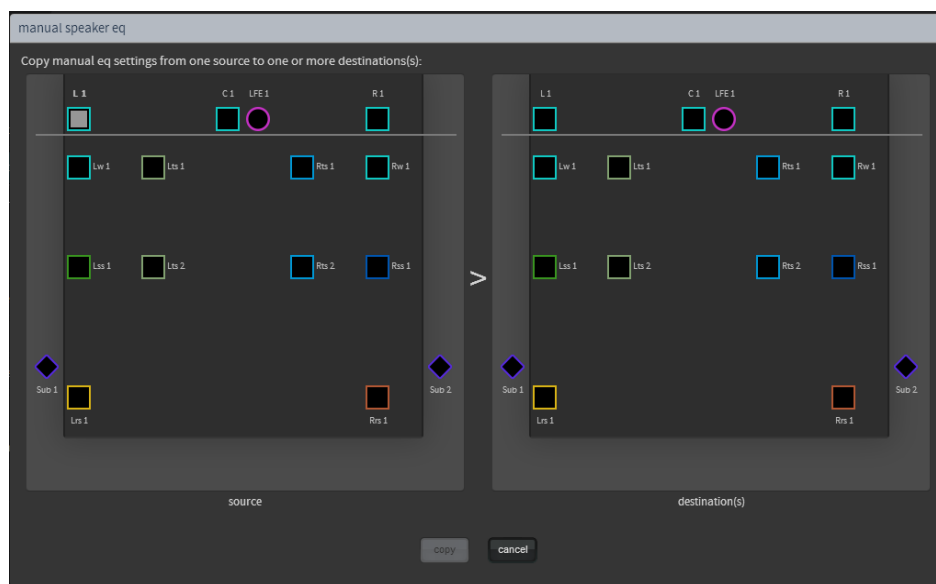 manual speaker eq
Copy manual eq settings from one source to one or more destinations(s):
L 1 C 1 LFE 1 R 1
Lw 1 Lts 1 Rts 1 Rw 1
Lss 1 Lts 2 Rts 2 Rss 1
Sub 1 Sub 2
Lrs 1 Rrs 1
source
>
L 1 C 1 LFE 1 R 1
Lw 1 Lts 1 Rts 1 Rw 1
Lss 1 Lts 2 Rts 2 Rss 1
Sub 1 Sub 2
Lrs 1 Rrs 1
destination(s)
copy cancel